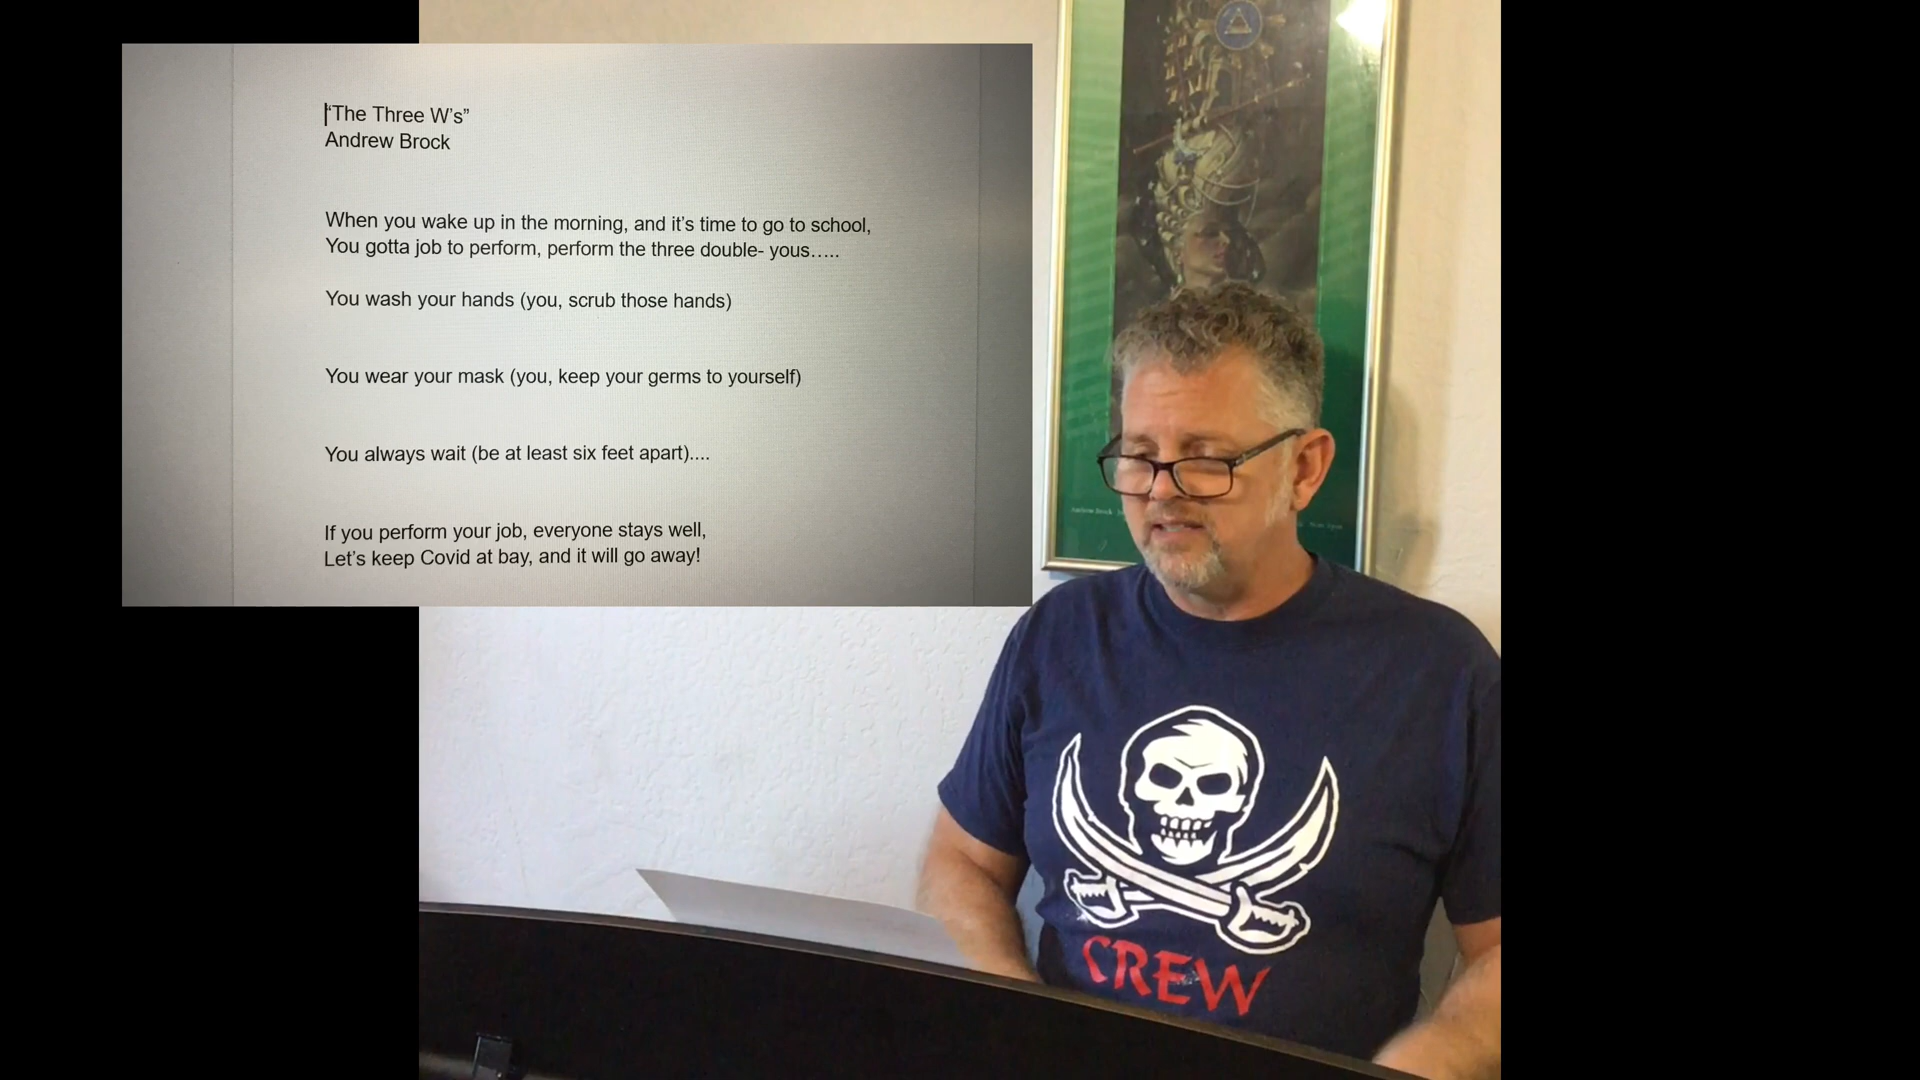 “The Three W’s”
Andrew Brock
When you wake up in the morning, and it’s time to go to school,
You gotta job to perform, perform the three double- yous…..
You wash your hands (you, scrub those hands)
You wear your mask (you, keep your germs to yourself)
You always wait (be at least six feet apart)....
If you perform your job, everyone stays well,
Let’s keep Covid at bay, and it will go away!
Andrew Brock
CREW